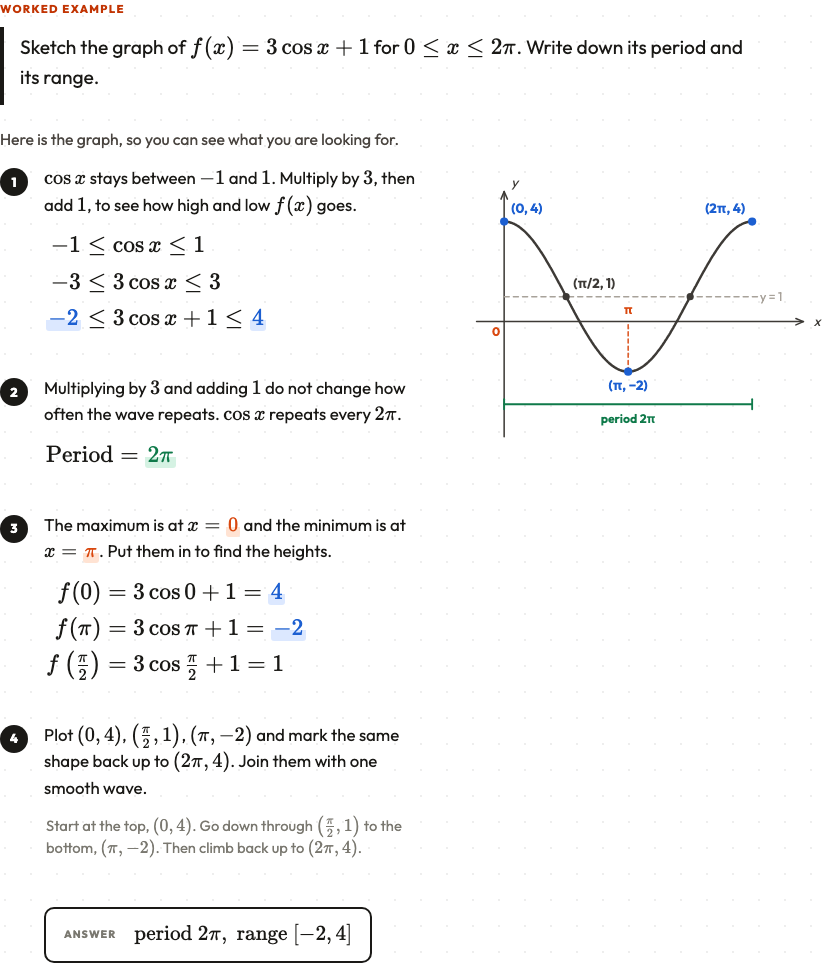 WORKED EXAMPLE
Sketch the graph of f(x) = 3 cos x + 1 for 0 ≤ x ≤ 2π. Write down its period and
its range.
Here is the graph, so you can see what you are looking for.
1
cos x stays between −1 and 1. Multiply by 3, then
add 1, to see how high and low f(x) goes.
−1 ≤ cos x ≤ 1
−3 ≤ 3 cos x ≤ 3
−2 ≤ 3 cos x + 1 ≤ 4
2
Multiplying by 3 and adding 1 do not change how
often the wave repeats. cos x repeats every 2π.
Period = 2π
3
The maximum is at x = 0 and the minimum is at
x = π. Put them in to find the heights.
f(0) = 3 cos 0 + 1 = 4
f(π) = 3 cos π + 1 = −2
f(π/2) = 3 cos π/2 + 1 = 1
4
Plot (0, 4), (π/2, 1), (π, −2) and mark the same
shape back up to (2π, 4). Join them with one
smooth wave.
Start at the top, (0, 4). Go down through (π/2, 1) to the
bottom, (π, −2). Then climb back up to (2π, 4).
ANSWER period 2π, range [−2, 4]
y
(0, 4)
(2π, 4)
(π/2, 1)
y = 1
π
x
0
(π, −2)
period 2π